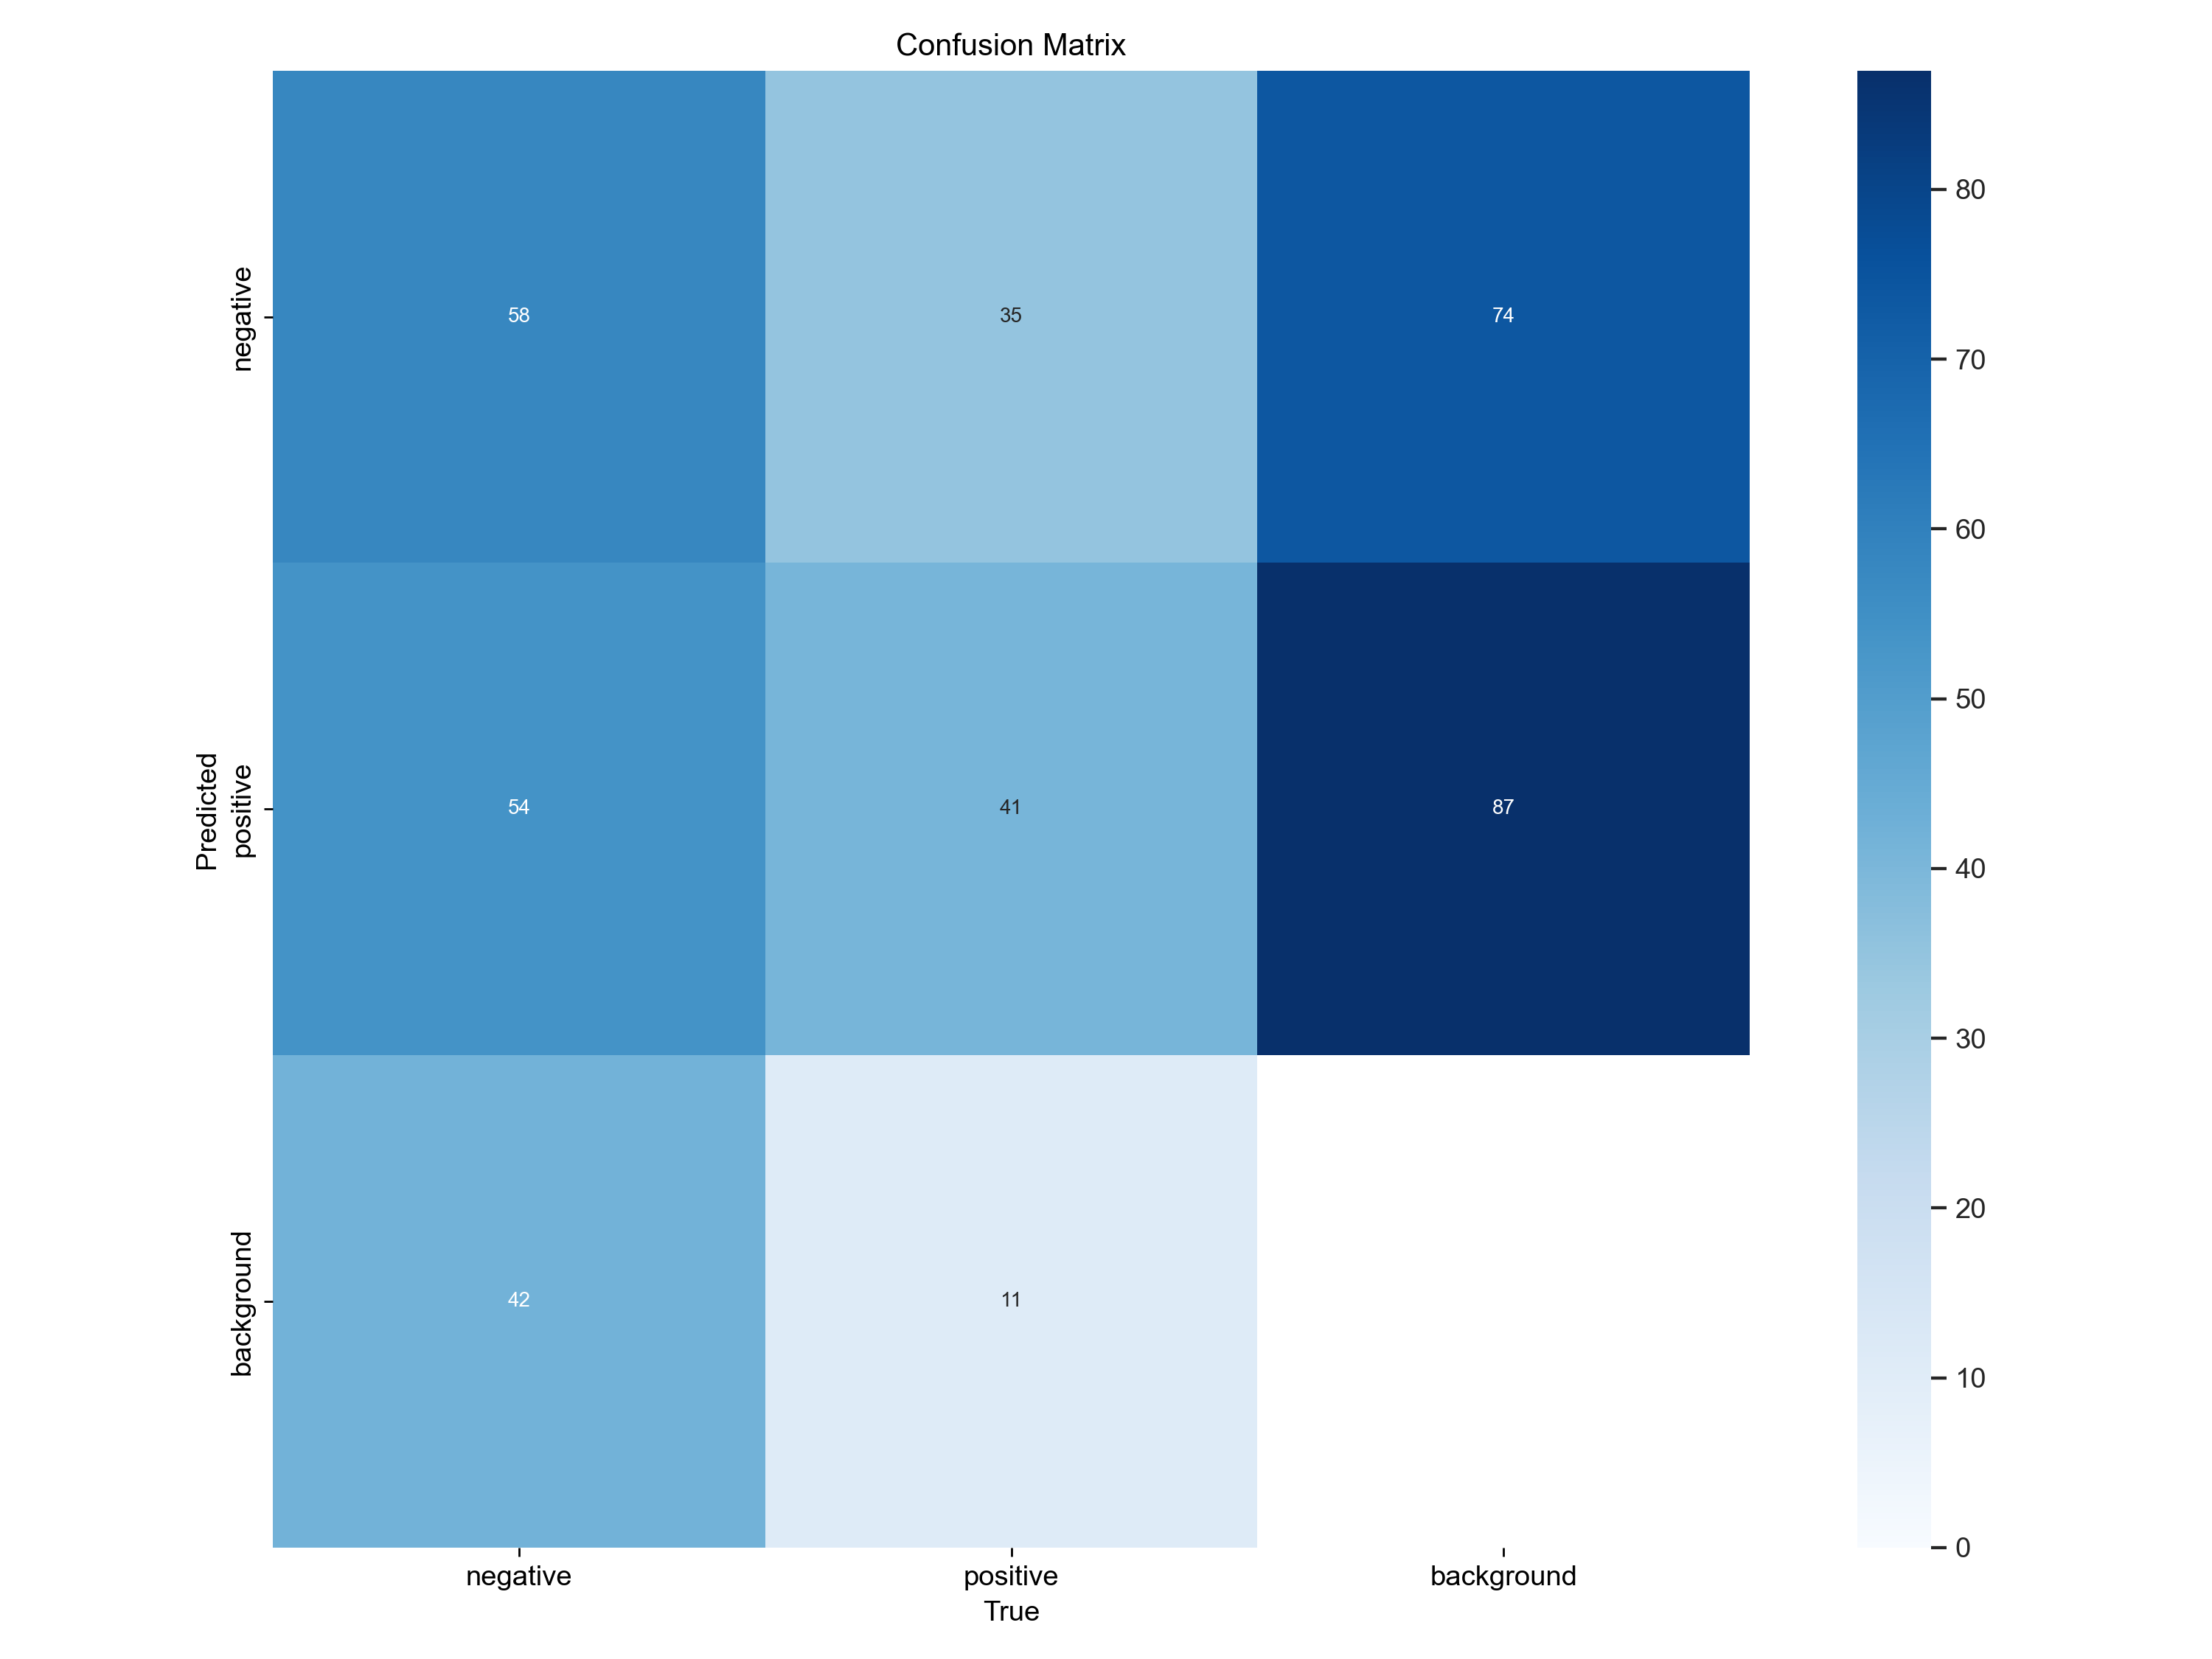 Confusion Matrix
negative
58
35
74
80
70
60
Predicted
positive
54
41
87
50
40
30
background
42
11
20
10
0
negative
positive
background
True